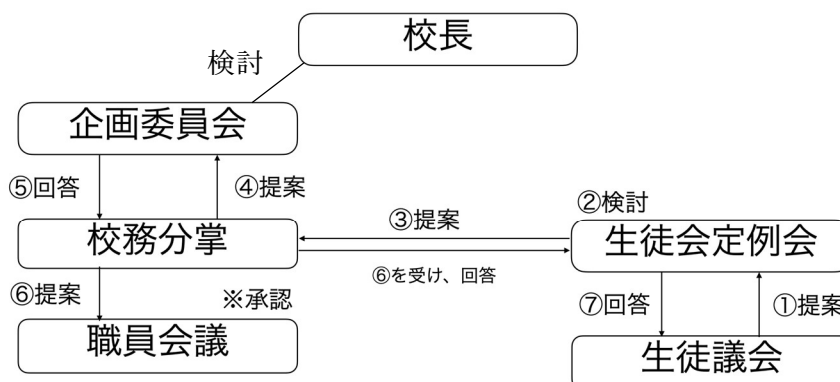 校長
検討
企画委員会
⑤回答
④提案
校務分掌
③提案
⑥を受け、回答
②検討
生徒会定例会
⑥提案
※承認
職員会議
⑦回答
①提案
生徒議会